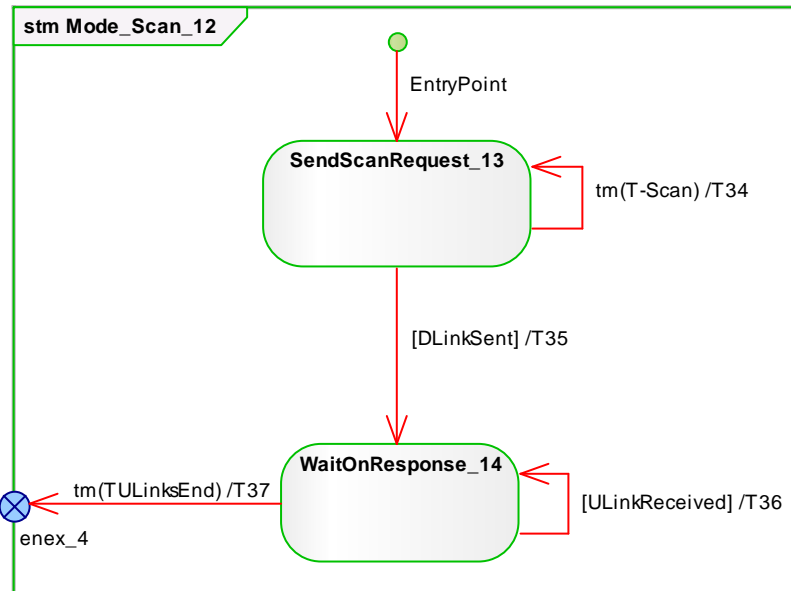 stm Mode_Scan_12
EntryPoint
SendScanRequest_13
tm(T-Scan) /T34
[DLinkSent] /T35
WaitOnResponse_14
tm(TULinksEnd) /T37
[ULinkReceived] /T36
enex_4